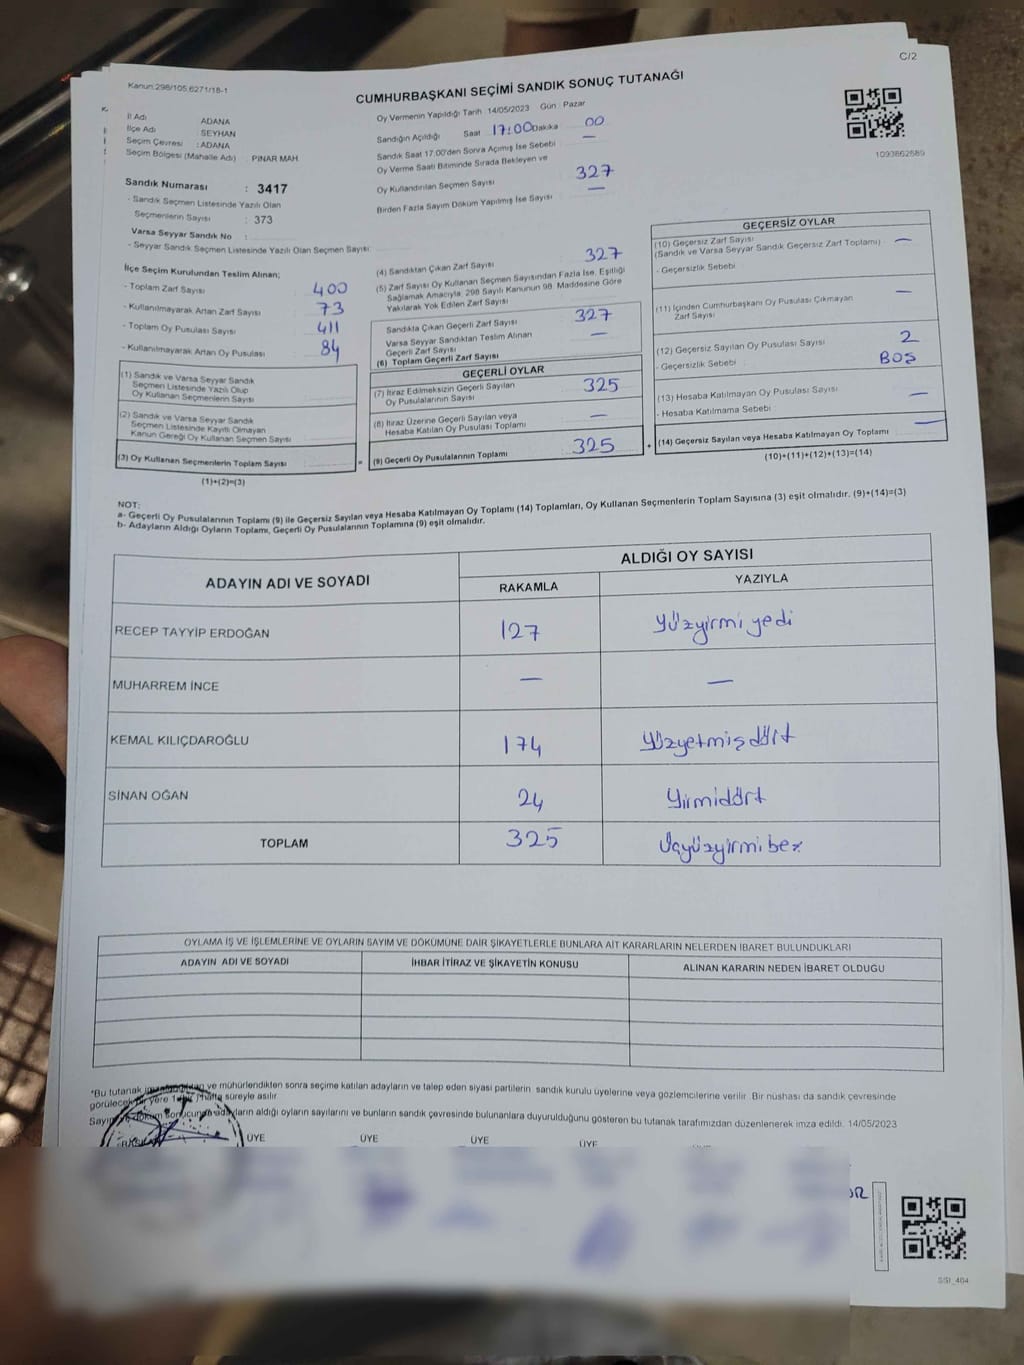 C/2
Kanun:298/105,6271/18-1
CUMHURBAŞKANI SEÇİMİ SANDIK SONUÇ TUTANAĞI
1093862689
İl Adı ADANA
İlçe Adı : SEYHAN
Seçim Çevresi : ADANA
Seçim Bölgesi (Mahalle Adı) : PINAR MAH
Sandık Numarası : 3417
- Sandık Seçmen Listesinde Yazılı Olan
Seçmenlerin Sayısı : 373
Varsa Seyyar Sandık No :
- Seyyar Sandık Seçmen Listesinde Yazılı Olan Seçmen Sayısı:
Oy Vermenin Yapıldığı Tarih : 14/05/2023 Gün : Pazar
Sandığın Açıldığı Saat 17:00 Dakika 00
Sandık Saat 17.00'den Sonra Açımış İse Sebebi : —
Oy Verme Saati Bitiminde Sırada Bekleyen ve
Oy Kullandırılan Seçmen Sayısı 327
Birden Fazla Sayım Döküm Yapılmış İse Sayısı : —
İlçe Seçim Kurulundan Teslim Alınan;
- Toplam Zarf Sayısı : 400
- Kullanılmayarak Artan Zarf Sayısı : 73
- Toplam Oy Pusulası Sayısı : 411
- Kullanılmayarak Artan Oy Pusulası : 84
(1) Sandık ve Varsa Seyyar Sandık
Seçmen Listesinde Yazılı Olup
Oy Kullanan Seçmenlerin Sayısı
(2) Sandık ve Varsa Seyyar Sandık
Seçmen Listesinde Kayıtlı Olmayan
Kanun Gereği Oy Kullanan Seçmen Sayısı
(3) Oy Kullanan Seçmenlerin Toplam Sayısı
(1)+(2)=(3)
(4) Sandıktan Çıkan Zarf Sayısı 327
(5) Zarf Sayısı Oy Kullanan Seçmen Sayısından Fazla İse, Eşitliği
Sağlamak Amacıyla; 298 Sayılı Kanunun 98. Maddesine Göre
Yakılarak Yok Edilen Zarf Sayısı
Sandıkta Çıkan Geçerli Zarf Sayısı : 327
Varsa Seyyar Sandıktan Teslim Alınan
Geçerli Zarf Sayısı —
(6) Toplam Geçerli Zarf Sayısı
GEÇERLİ OYLAR
(7) İtiraz Edilmeksizin Geçerli Sayılan
Oy Pusulalarının Sayısı 325
(8) İtiraz Üzerine Geçerli Sayılan veya
Hesaba Katılan Oy Pusulası Toplamı —
= (9) Geçerli Oy Pusulalarının Toplamı 325
GEÇERSİZ OYLAR
(10) Geçersiz Zarf Sayısı
(Sandık ve Varsa Seyyar Sandık Geçersiz Zarf Toplamı) —
- Geçersizlik Sebebi :
(11) İçinden Cumhurbaşkanı Oy Pusulası Çıkmayan
Zarf Sayısı —
(12) Geçersiz Sayılan Oy Pusulası Sayısı : 2
- Geçersizlik Sebebi : BOŞ
(13) Hesaba Katılmayan Oy Pusulası Sayısı : —
- Hesaba Katılmama Sebebi :
+ (14) Geçersiz Sayılan veya Hesaba Katılmayan Oy Toplamı —
(10)+(11)+(12)+(13)=(14)
NOT:
a- Geçerli Oy Pusulalarının Toplamı (9) ile Geçersiz Sayılan veya Hesaba Katılmayan Oy Toplamı (14) Toplamları, Oy Kullanan Seçmenlerin Toplam Sayısına (3) eşit olmalıdır. (9)+(14)=(3)
b- Adayların Aldığı Oyların Toplamı, Geçerli Oy Pusulalarının Toplamına (9) eşit olmalıdır.
ADAYIN ADI VE SOYADI ALDIĞI OY SAYISI
RAKAMLA YAZIYLA
RECEP TAYYİP ERDOĞAN 127 Yüzyirmi yedi
MUHARREM İNCE — —
KEMAL KILIÇDAROĞLU 174 Yüzyetmişdört
SİNAN OĞAN 24 Yirmidört
TOPLAM 325 Üçyüzyirmi beş
OYLAMA İŞ VE İŞLEMLERİNE VE OYLARIN SAYIM VE DÖKÜMÜNE DAİR ŞİKAYETLERLE BUNLARA AİT KARARLARIN NELERDEN İBARET BULUNDUKLARI
ADAYIN ADI VE SOYADI İHBAR İTİRAZ VE ŞİKAYETİN KONUSU ALINAN KARARIN NEDEN İBARET OLDUĞU
*Bu tutanak ve mühürlendikten sonra seçime katılan adayların ve talep eden siyasi partilerin sandık kurulu üyelerine veya gözlemcilerine verilir. Bir nüshası da sandık çevresinde
görülecek bir yere 1 hafta süreyle asılır.
Sayım ve döküm sonucunda adayların aldığı oyların sayılarını ve bunların sandık çevresinde bulunanlara duyurulduğunu gösteren bu tutanak tarafımızdan düzenlenerek imza edildi. 14/05/2023
BAŞKAN ÜYE ÜYE ÜYE ÜYE
SSI_464